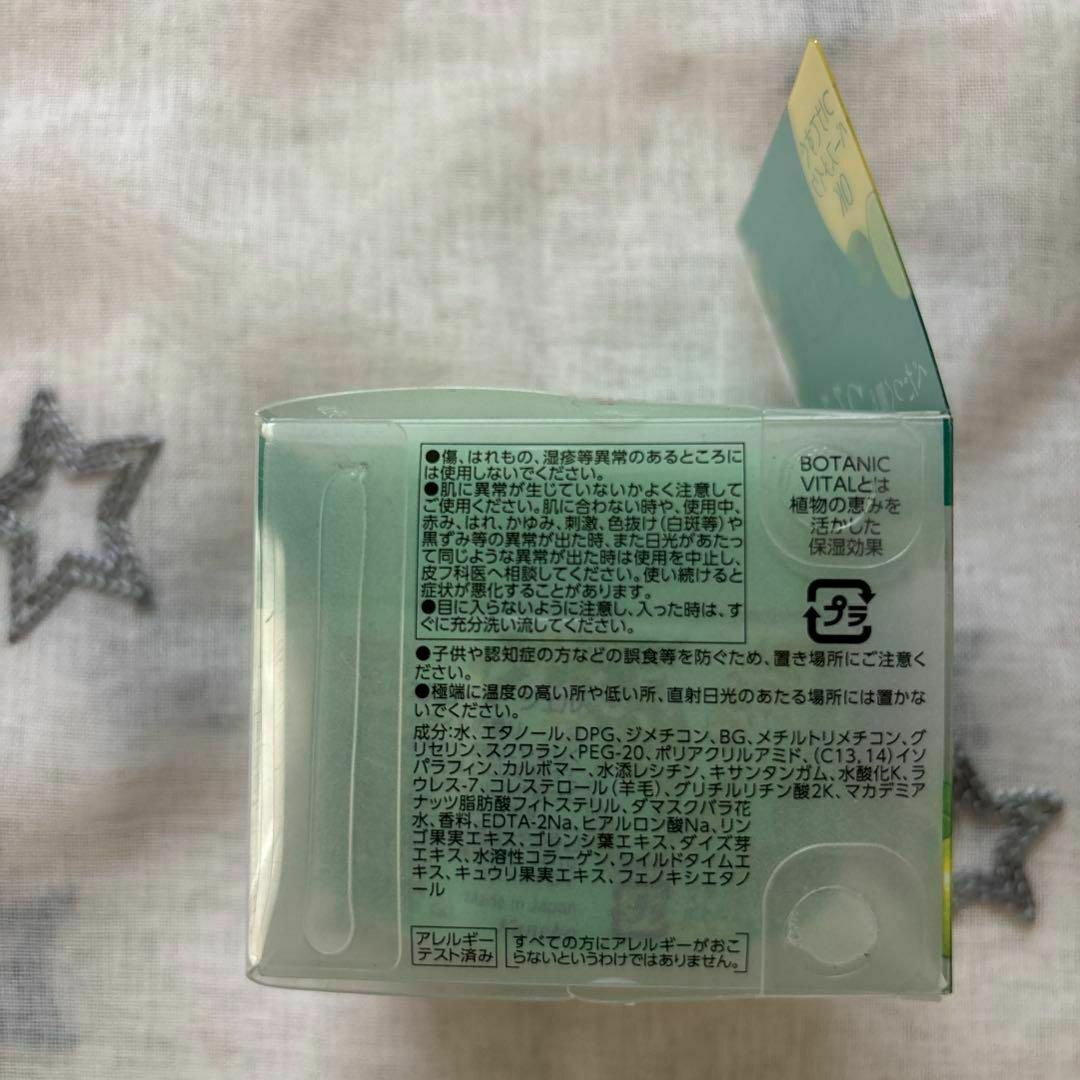 つけてすぐ
ベースメイク
OK
●傷、はれもの、湿疹等異常のあるところに
は使用しないでください。
●肌に異常が生じていないかよく注意して
ご使用ください。肌に合わない時や、使用中、
赤み、はれ、かゆみ、刺激、色抜け(白斑等)や
黒ずみ等の異常が出た時、また日光があたっ
て同じような異常が出た時は使用を中止し、
皮フ科医へ相談してください。使い続けると
症状が悪化することがあります。
●目に入らないように注意し、入った時は、す
ぐに充分洗い流してください。
BOTANIC
VITALとは
植物の恵みを
活かした
保湿効果
プラ
●子供や認知症の方などの誤食等を防ぐため、置き場所にご注意く
ださい。
●極端に温度の高い所や低い所、直射日光のあたる場所には置かな
いでください。
成分:水、エタノール、DPG、ジメチコン、BG、メチルトリメチコン、グ
リセリン、スクワラン、PEG-20、ポリアクリルアミド、(C13,14)イソ
パラフィン、カルボマー、水添レシチン、キサンタンガム、水酸化K、ラ
ウレス-7、コレステロール(羊毛)、グリチルリチン酸2K、マカデミア
ナッツ脂肪酸フィトステリル、ダマスクバラ花
水、香料、EDTA-2Na、ヒアルロン酸Na、リン
ゴ果実エキス、ゴレンシ葉エキス、ダイズ芽
エキス、水溶性コラーゲン、ワイルドタイムエ
キス、キュウリ果実エキス、フェノキシエタノ
ール
Made in Japan
アレルギー
テスト済み
すべての方にアレルギーがおこ
らないというわけではありません。